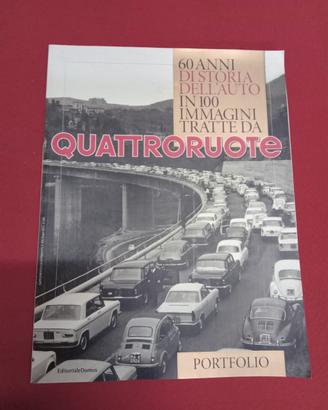 60 ANNI
DI STORIA
DELL'AUTO
IN 100
IMMAGINI
TRATTE DA
QUATTRORUOTE
EditorialeDomus
PORTFOLIO